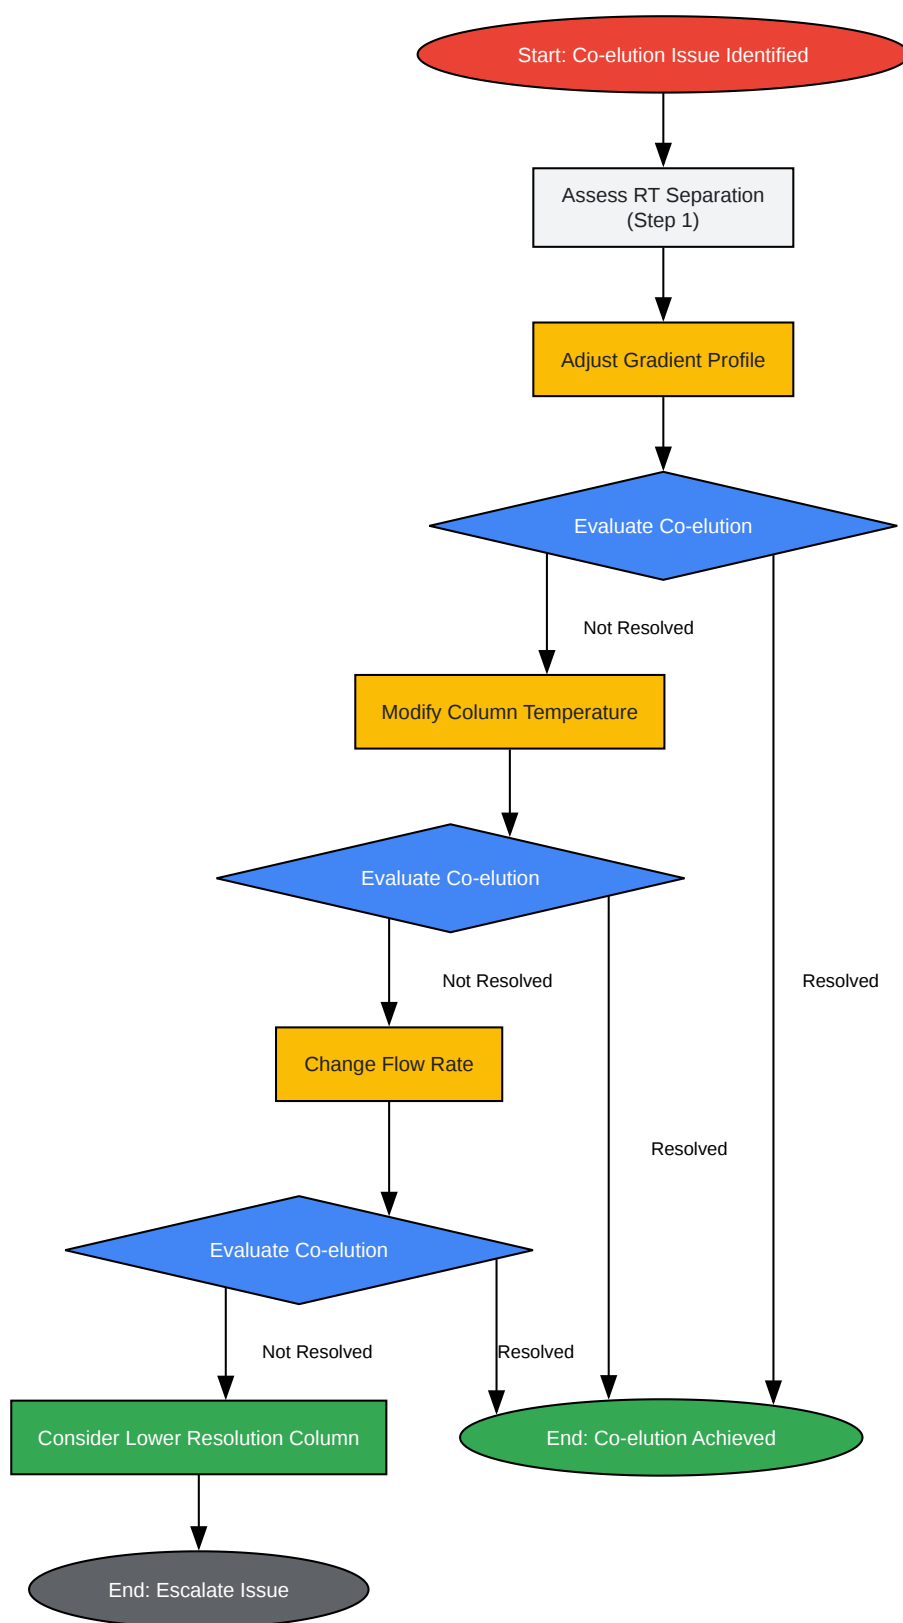 Start: Co-elution Issue Identified
Assess RT Separation
(Step 1)
Adjust Gradient Profile
Evaluate Co-elution
Not Resolved
Modify Column Temperature
Evaluate Co-elution
Not Resolved
Resolved
Change Flow Rate
Resolved
Evaluate Co-elution
Not Resolved
Resolved
Consider Lower Resolution Column
End: Co-elution Achieved
End: Escalate Issue